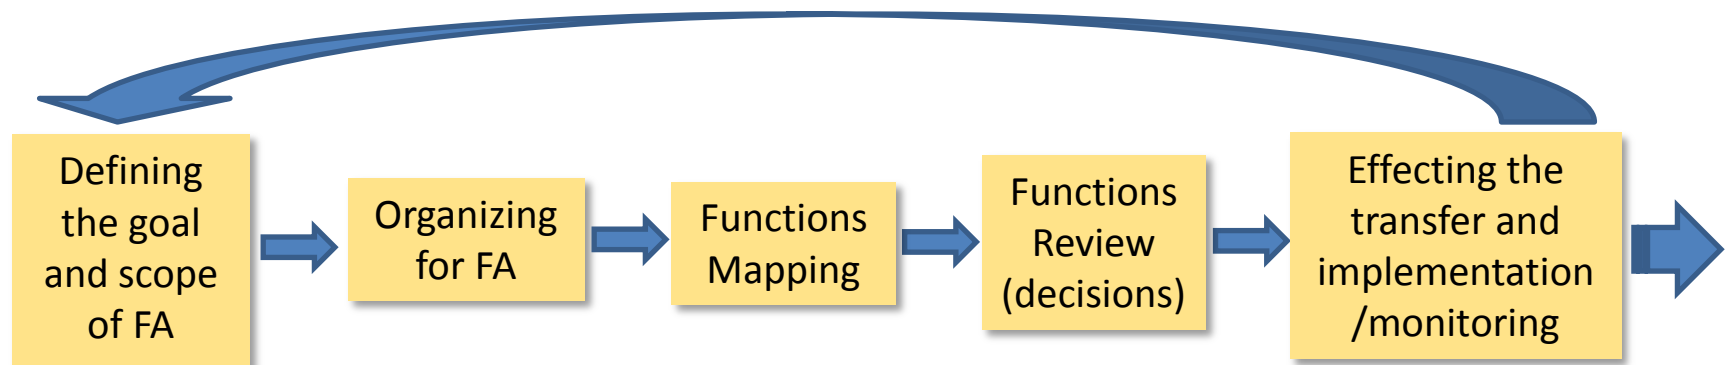 Defining
the goal
and scope
of FA
Organizing
for FA
Functions
Mapping
Functions
Review
(decisions)
Effecting the
transfer and
implementation
/monitoring